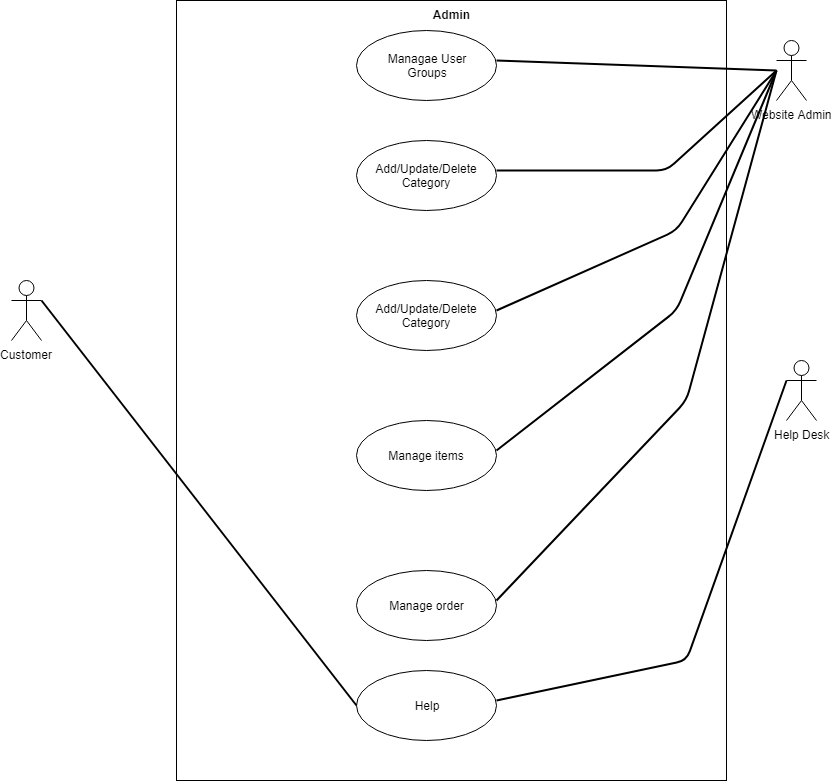 Admin
Managae User
Groups
Website Admin
Add/Update/Delete
Category
Add/Update/Delete
Category
Customer
Help Desk
Manage items
Manage order
Help